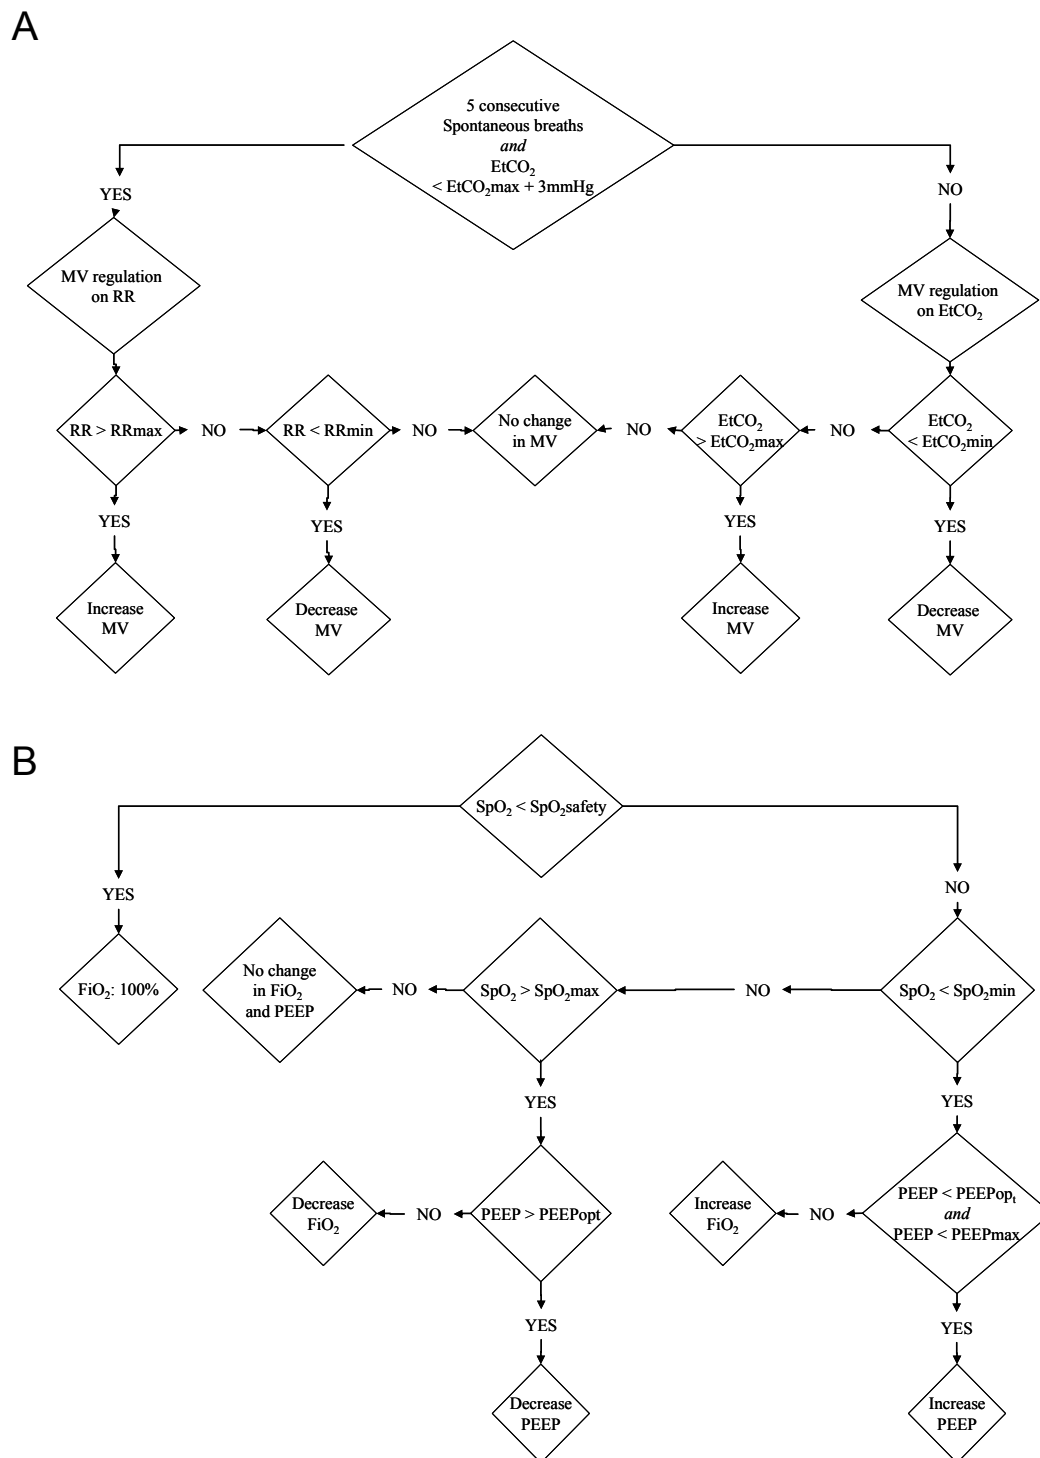 A
5 consecutive
Spontaneous breaths
and
EtCO₂
< EtCO₂max + 3mmHg
YES
NO
MV regulation
on RR
MV regulation
on EtCO₂
RR > RRmax
NO
RR < RRmin
NO
No change
in MV
NO
EtCO₂
> EtCO₂max
NO
EtCO₂
< EtCO₂min
YES
YES
YES
YES
Increase
MV
Decrease
MV
Increase
MV
Decrease
MV
B
SpO₂ < SpO₂safety
YES
NO
FiO₂: 100%
No change
in FiO₂
and PEEP
NO
SpO₂ > SpO₂max
NO
SpO₂ < SpO₂min
YES
YES
Decrease
FiO₂
NO
PEEP > PEEPopt
Increase
FiO₂
NO
PEEP < PEEPopₜ
and
PEEP < PEEPmax
YES
YES
Decrease
PEEP
Increase
PEEP